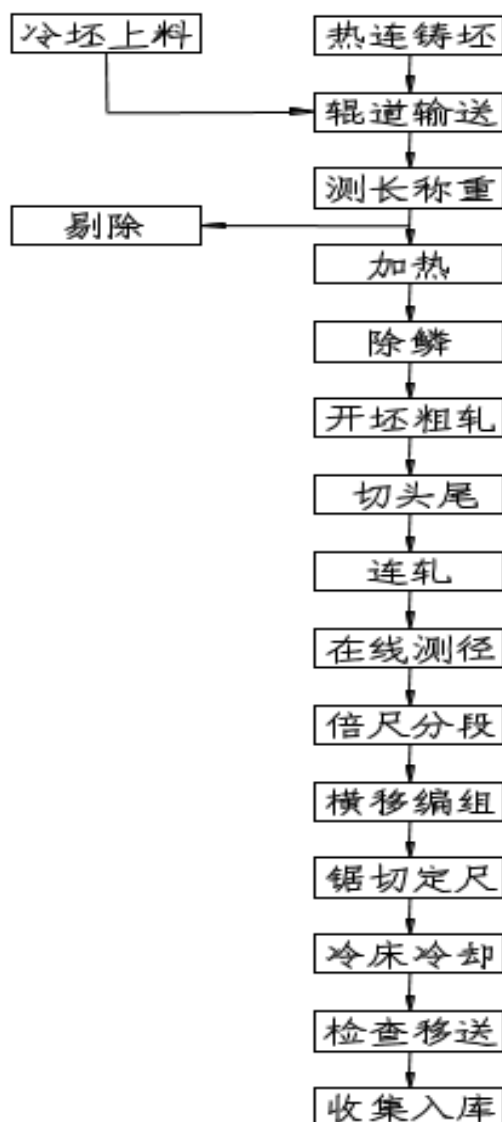 冷坯上料
热连铸坯
辊道输送
测长称重
剔除
加热
除鳞
开坯粗轧
切头尾
连轧
在线测径
倍尺分段
横移编组
锯切定尺
冷床冷却
检查移送
收集入库